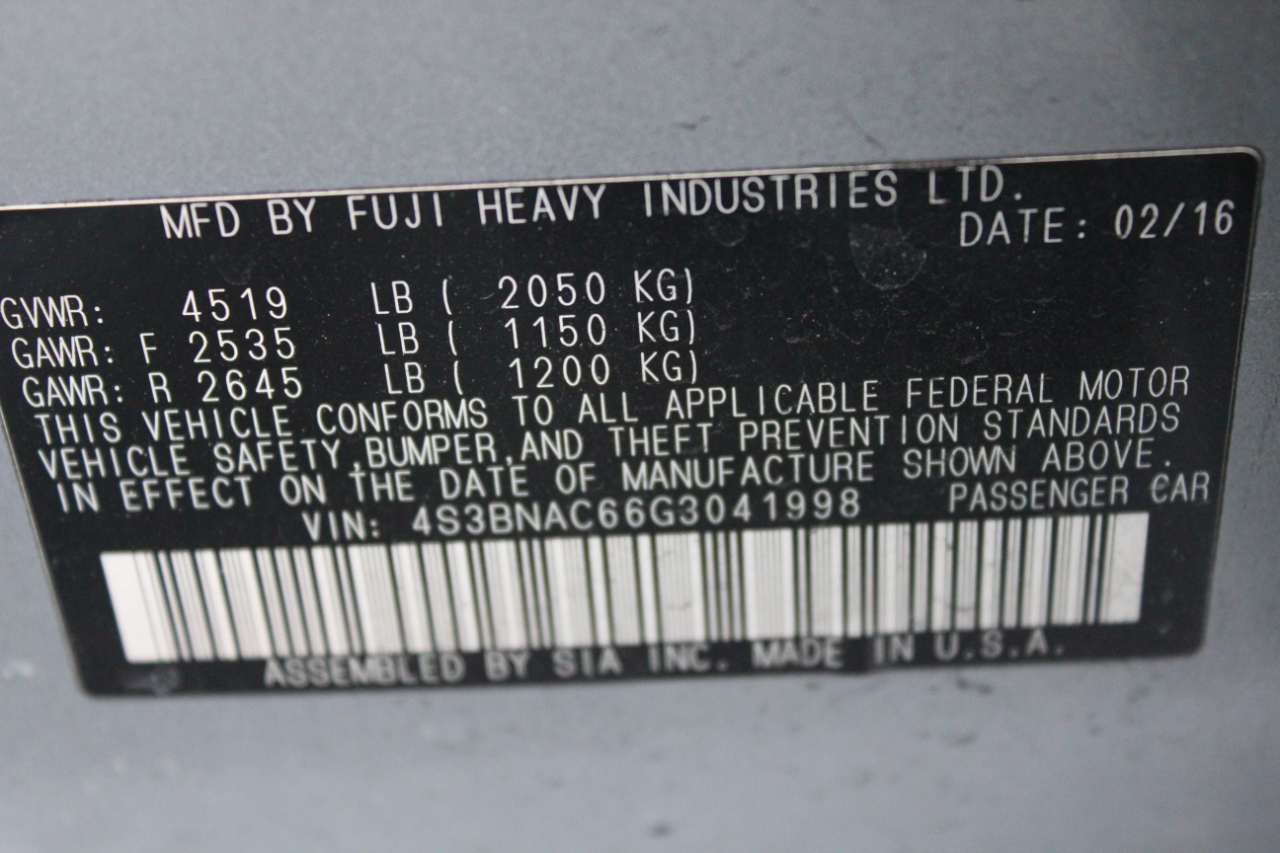 MFD BY FUJI HEAVY INDUSTRIES LTD.
DATE: 02/16
GVWR: 4519 LB ( 2050 KG)
GAWR: F 2535 LB ( 1150 KG)
GAWR: R 2645 LB ( 1200 KG)
THIS VEHICLE CONFORMS TO ALL APPLICABLE FEDERAL MOTOR
VEHICLE SAFETY,BUMPER,AND THEFT PREVENTION STANDARDS
IN EFFECT ON THE DATE OF MANUFACTURE SHOWN ABOVE.
VIN: 4S3BNAC66G3041998 PASSENGER CAR
ASSEMBLED BY SIA INC. MADE IN U.S.A.